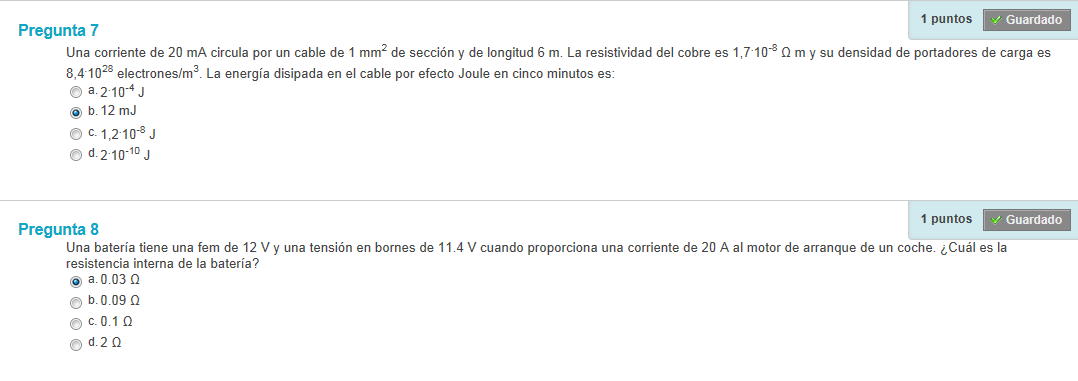 1 puntos Guardado
Pregunta 7
Una corriente de 20 mA circula por un cable de 1 mm² de sección y de longitud 6 m. La resistividad del cobre es 1,7·10⁻⁸ Ω m y su densidad de portadores de carga es
8,4·10²⁸ electrones/m³. La energía disipada en el cable por efecto Joule en cinco minutos es:
a. 2·10⁻⁴ J
b. 12 mJ
c. 1,2·10⁻⁸ J
d. 2·10⁻¹⁰ J
1 puntos Guardado
Pregunta 8
Una batería tiene una fem de 12 V y una tensión en bornes de 11.4 V cuando proporciona una corriente de 20 A al motor de arranque de un coche. ¿Cuál es la
resistencia interna de la batería?
a. 0.03 Ω
b. 0.09 Ω
c. 0.1 Ω
d. 2 Ω